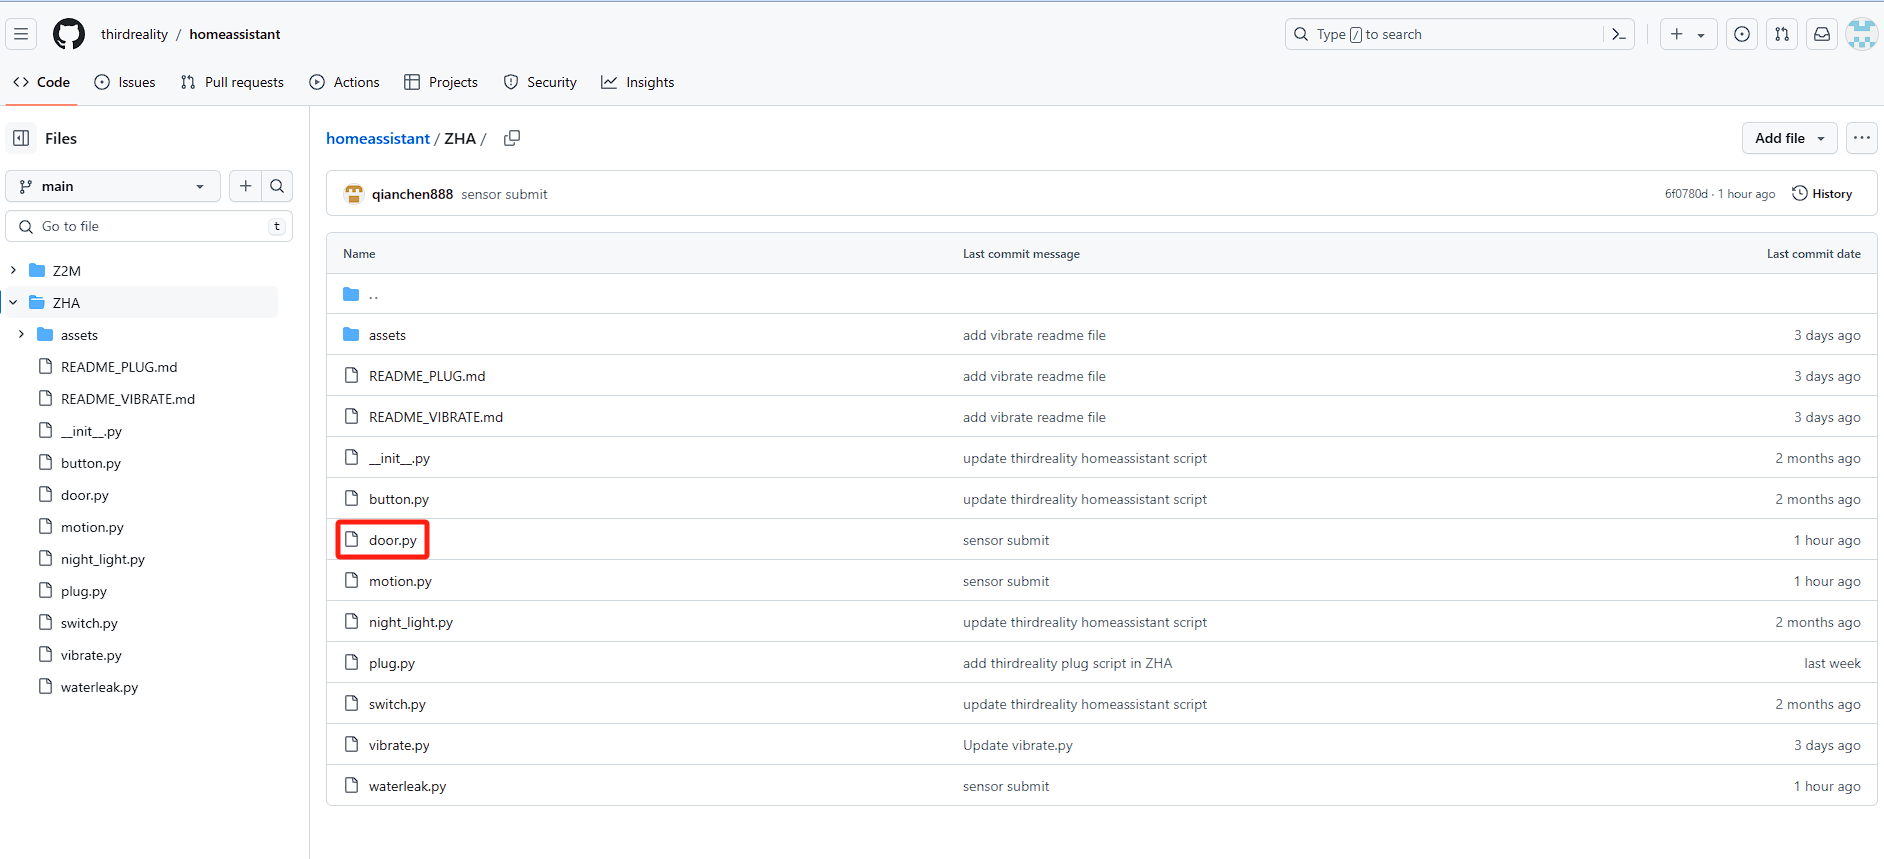 thirdreality / homeassistant
Type / to search
Code
Issues
Pull requests
Actions
Projects
Security
Insights
Files
main
Go to file
t
Z2M
ZHA
assets
README_PLUG.md
README_VIBRATE.md
__init__.py
button.py
door.py
motion.py
night_light.py
plug.py
switch.py
vibrate.py
waterleak.py
homeassistant / ZHA /
Add file
qianchen888 sensor submit
6f0780d · 1 hour ago
History
Name Last commit message Last commit date
..
assets add vibrate readme file 3 days ago
README_PLUG.md add vibrate readme file 3 days ago
README_VIBRATE.md add vibrate readme file 3 days ago
__init__.py update thirdreality homeassistant script 2 months ago
button.py update thirdreality homeassistant script 2 months ago
door.py sensor submit 1 hour ago
motion.py sensor submit 1 hour ago
night_light.py update thirdreality homeassistant script 2 months ago
plug.py add thirdreality plug script in ZHA last week
switch.py update thirdreality homeassistant script 2 months ago
vibrate.py Update vibrate.py 3 days ago
waterleak.py sensor submit 1 hour ago